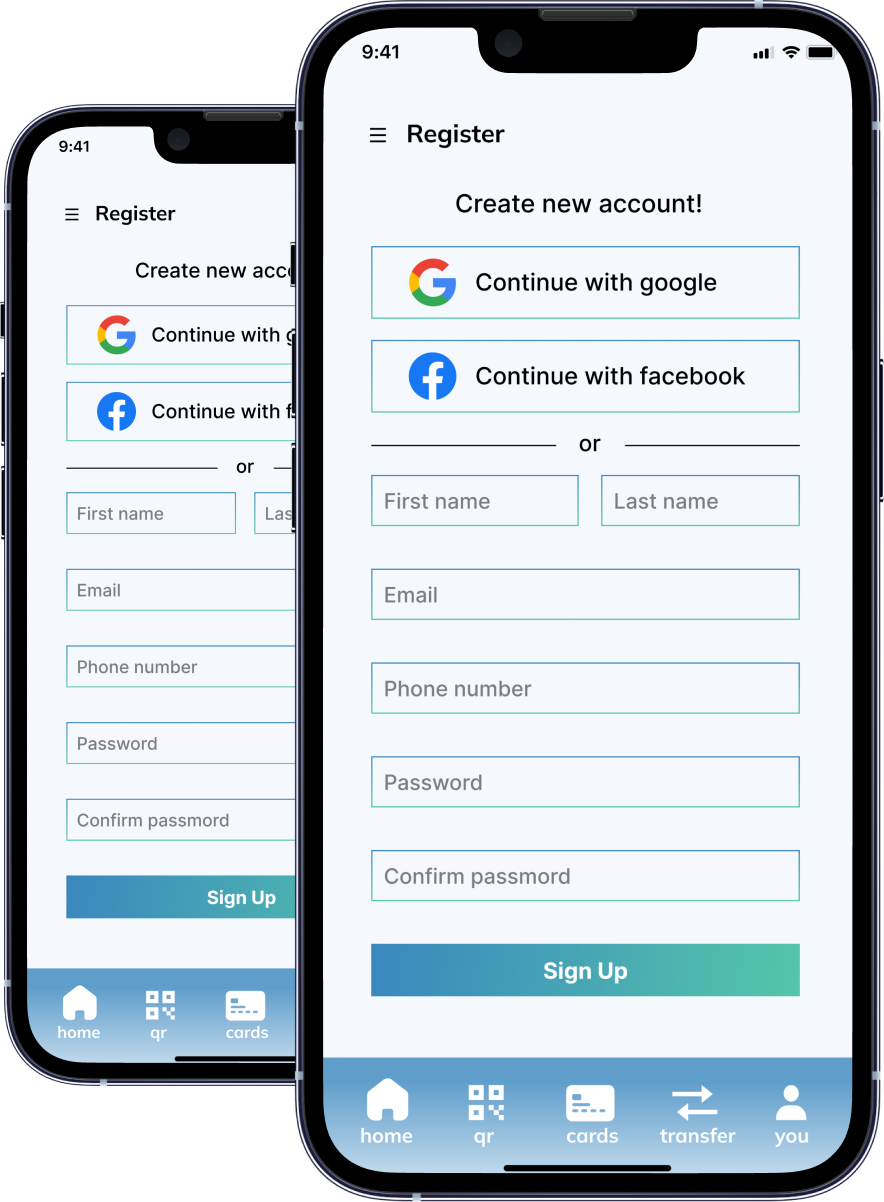 9:41
Register
Create new acco
Continue with g
Continue with f
or
First name
Las
Email
Phone number
Password
Confirm passmord
Sign Up
home qr cards
9:41
Register
Create new account!
Continue with google
Continue with facebook
or
First name Last name
Email
Phone number
Password
Confirm passmord
Sign Up
home qr cards transfer you